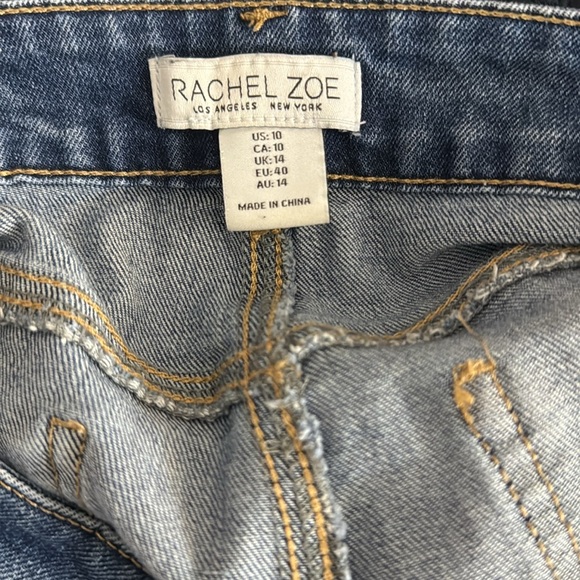 RACHEL ZOE
LOS ANGELES NEW YORK
US: 10
CA: 10
UK: 14
EU: 40
AU: 14
MADE IN CHINA